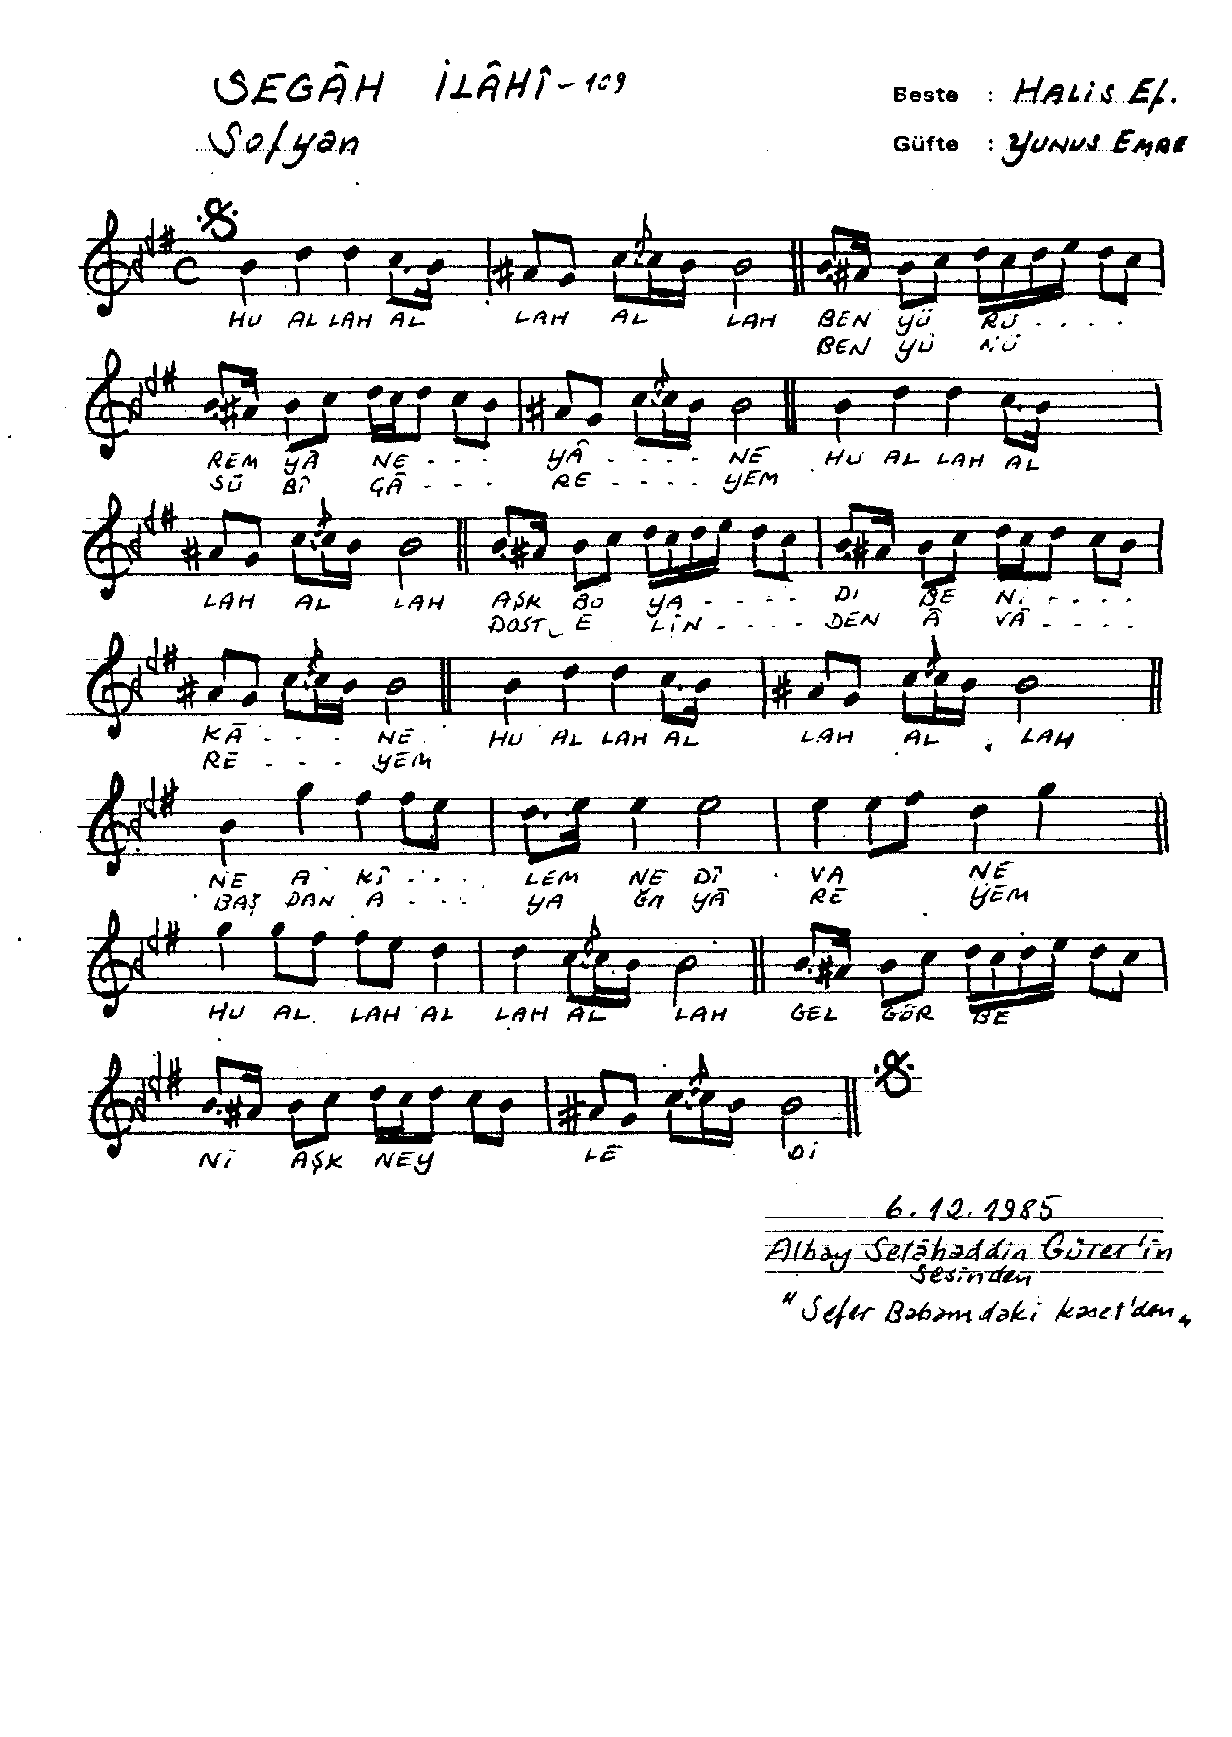 SEGÂH İLÂHÎ - 109
Beste : HALİS Ef.
Sofyan
Güfte : YUNUS EMRE
HU AL LAH AL LAH AL LAH BEN YÜ RÜ . . . .
BEN YÜ NÜ
REM YÂ NE - - - YÂ - - - - NE HU AL LAH AL
SÜ BÎ GÂ - - - RE - - - - YEM
LAH AL LAH AŞK BO YA - - - - DI BE Nİ - - - -
DOST E LİN - - - - DEN Â VÂ - - - -
KÂ - - - NE HU AL LAH AL LAH AL LAH
RE - - - YEM
NE A KÎ - - - LEM NE DÎ VA NE
BAŞ DAN A - - - YA ĞA YÂ RE YEM
HU AL LAH AL LAH AL LAH GEL GÖR BE
Nİ AŞK NEY LE Dİ
6.12.1985
Albay Selâhaddin Gürer'in
sesinden
"Sefer Babamdaki kaset'den"